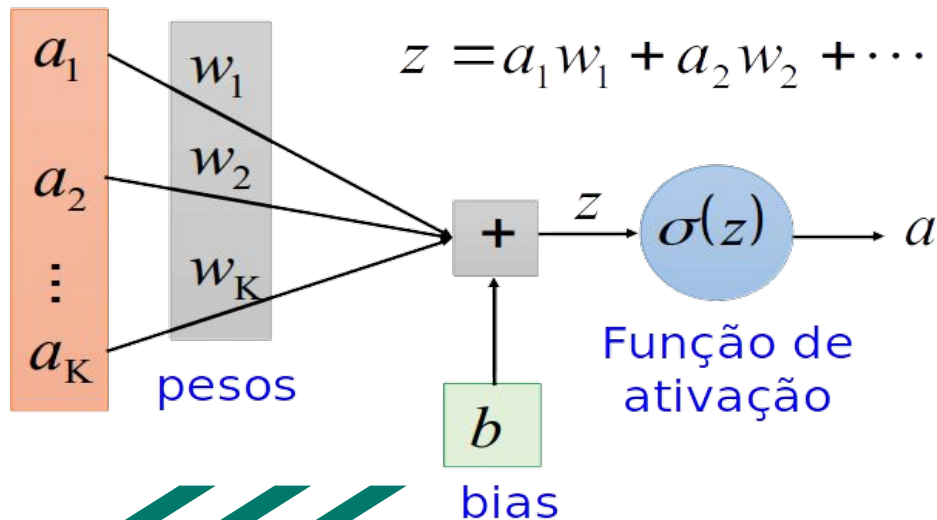 a₁
a₂
⋮
a_K
w₁
w₂
w_K
pesos
z = a₁w₁ + a₂w₂ + ⋯
+
z
σ(z)
a
Função de
ativação
b
bias